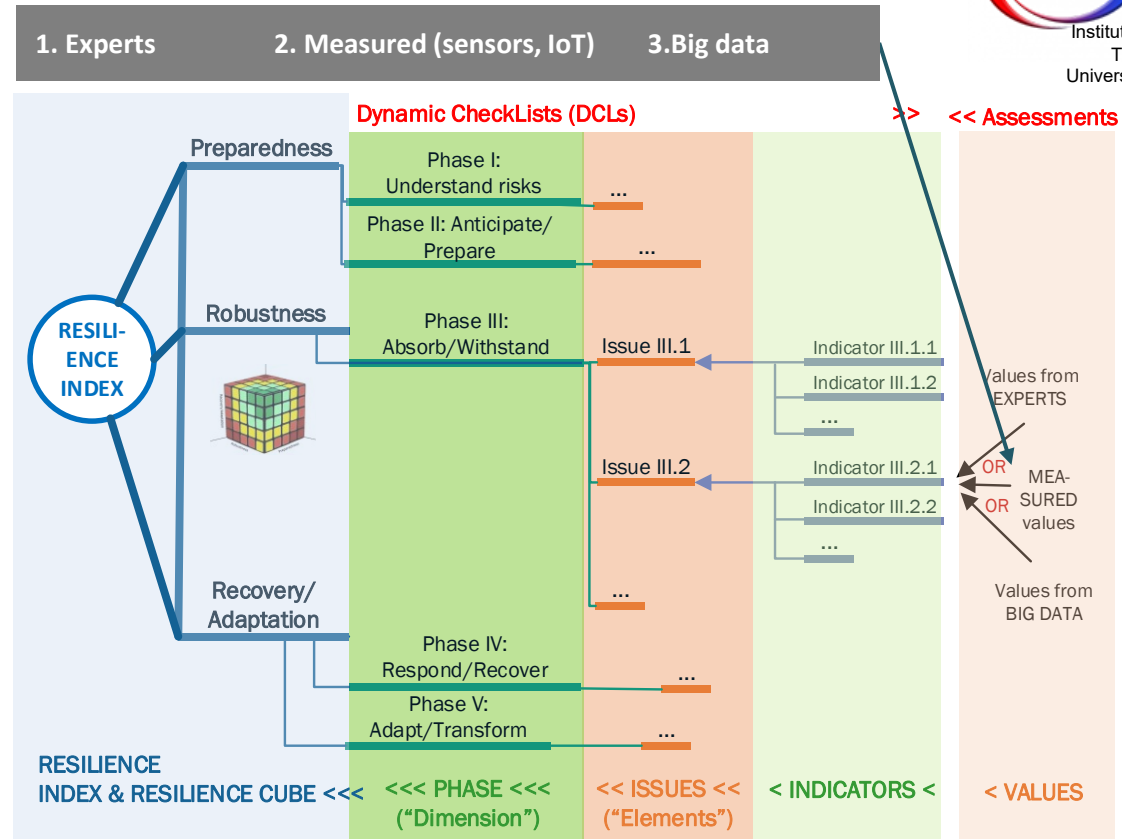 1. Experts 2. Measured (sensors, IoT) 3.Big data
Institut
T
Univers
Dynamic CheckLists (DCLs) >> << Assessments
Preparedness
Phase I:
Understand risks
...
Phase II: Anticipate/
Prepare
...
RESILI-
ENCE
INDEX
Robustness
Phase III:
Absorb/Withstand
Issue III.1
Indicator III.1.1
Indicator III.1.2
...
Issue III.2
Indicator III.2.1
Indicator III.2.2
...
...
Values from
EXPERTS
OR
MEA-
SURED
values
OR
Values from
BIG DATA
Recovery/
Adaptation
Phase IV:
Respond/Recover
...
Phase V:
Adapt/Transform
...
RESILIENCE
INDEX & RESILIENCE CUBE <<<
<<< PHASE <<<
(“Dimension”)
<< ISSUES <<
(“Elements”)
< INDICATORS <
< VALUES